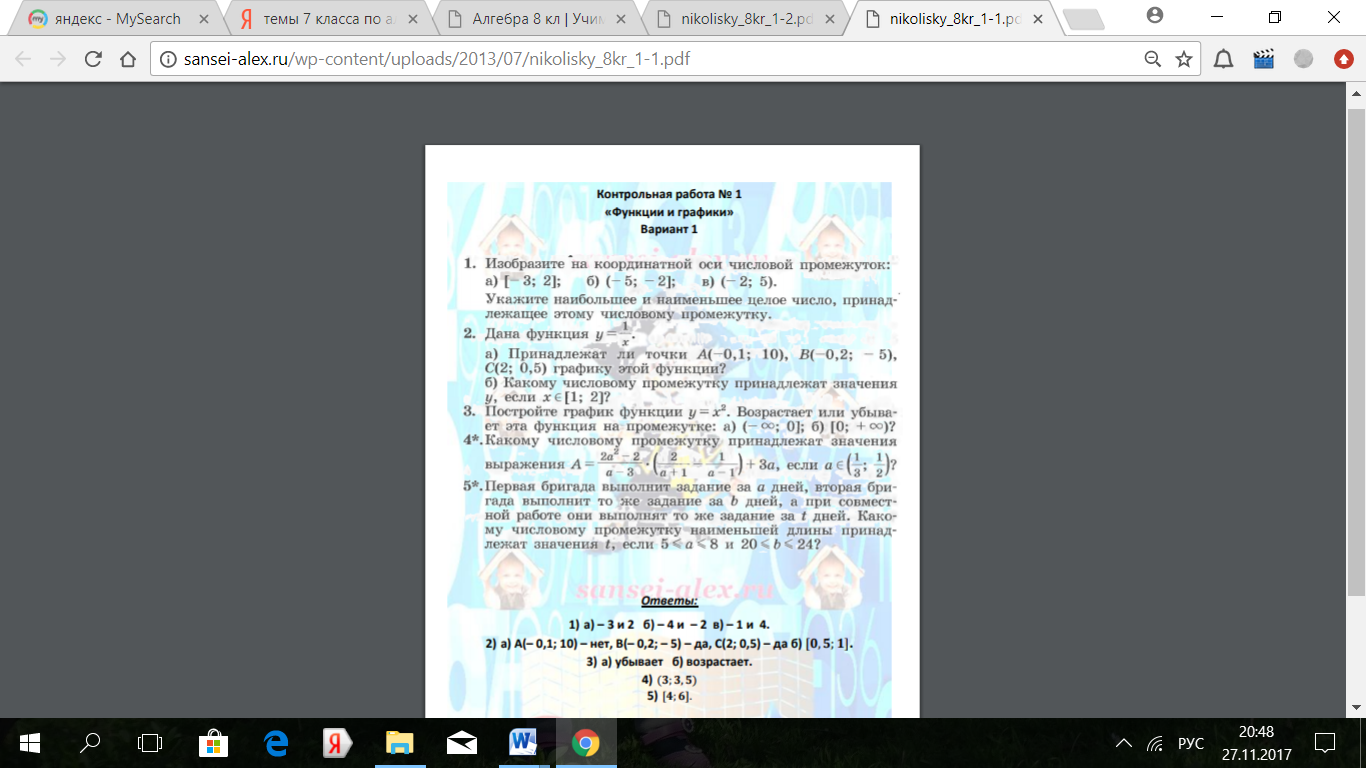 яндекс - MySearch
темы 7 класса по ал
Алгебра 8 кл | Учим
nikolisky_8kr_1-2.pd
nikolisky_8kr_1-1.pd
sansei-alex.ru/wp-content/uploads/2013/07/nikolisky_8kr_1-1.pdf
Контрольная работа № 1
«Функции и графики»
Вариант 1
1. Изобразите на координатной оси числовой промежуток:
а) [− 3; 2]; б) (− 5; − 2]; в) (− 2; 5).
Укажите наибольшее и наименьшее целое число, принад-
лежащее этому числовому промежутку.
2. Дана функция y = 1/x.
а) Принадлежат ли точки A(−0,1; 10), B(−0,2; − 5),
C(2; 0,5) графику этой функции?
б) Какому числовому промежутку принадлежат значения
y, если x ∈ [1; 2]?
3. Постройте график функции y = x². Возрастает или убыва-
ет эта функция на промежутке: а) (− ∞; 0]; б) [0; + ∞)?
4*. Какому числовому промежутку принадлежат значения
выражения A = (2a² − 2)/(a − 3) · (2/(a + 1) − 1/(a − 1)) + 3a, если a ∈ (1/3; 1/2)?
5*. Первая бригада выполнит задание за a дней, вторая бри-
гада выполнит то же задание за b дней, а при совмест-
ной работе они выполнят то же задание за t дней. Како-
му числовому промежутку наименьшей длины принад-
лежат значения t, если 5 ⩽ a ⩽ 8 и 20 ⩽ b ⩽ 24?
sansei-alex.ru
Ответы:
1) а) – 3 и 2 б) – 4 и – 2 в) – 1 и 4.
2) а) А(– 0,1; 10) – нет, В(– 0,2; – 5) – да, С(2; 0,5) – да б) [0,5; 1].
3) а) убывает б) возрастает.
4) (3; 3,5)
5) [4; 6].
РУС
20:48
27.11.2017